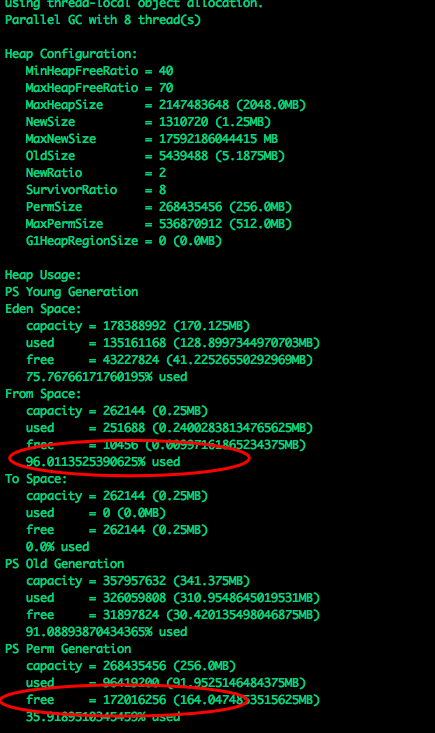 using thread-local object allocation.
Parallel GC with 8 thread(s)
Heap Configuration:
MinHeapFreeRatio = 40
MaxHeapFreeRatio = 70
MaxHeapSize = 2147483648 (2048.0MB)
NewSize = 1310720 (1.25MB)
MaxNewSize = 17592186044415 MB
OldSize = 5439488 (5.1875MB)
NewRatio = 2
SurvivorRatio = 8
PermSize = 268435456 (256.0MB)
MaxPermSize = 536870912 (512.0MB)
G1HeapRegionSize = 0 (0.0MB)
Heap Usage:
PS Young Generation
Eden Space:
capacity = 178388992 (170.125MB)
used = 135161168 (128.8997344970703MB)
free = 43227824 (41.22526550292969MB)
75.76766171760195% used
From Space:
capacity = 262144 (0.25MB)
used = 251688 (0.24002838134765625MB)
free = 10456 (0.00997161865234375MB)
96.0113525390625% used
To Space:
capacity = 262144 (0.25MB)
used = 0 (0.0MB)
free = 262144 (0.25MB)
0.0% used
PS Old Generation
capacity = 357957632 (341.375MB)
used = 326059808 (310.9548645019531MB)
free = 31897824 (30.420135498046875MB)
91.08893870434365% used
PS Perm Generation
capacity = 268435456 (256.0MB)
used = 96419200 (91.9525146484375MB)
free = 172016256 (164.0474853515625MB)
35.9189510345459% used